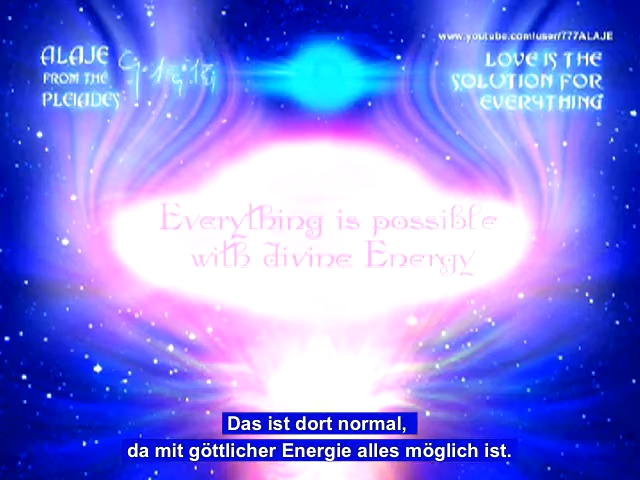 www.youtube.com/user/777ALAJE
ALAJE
FROM THE
PLEIADES
LOVE IS THE
SOLUTION FOR
EVERYTHING
Everything is possible
with divine Energy
Das ist dort normal,
da mit göttlicher Energie alles möglich ist.